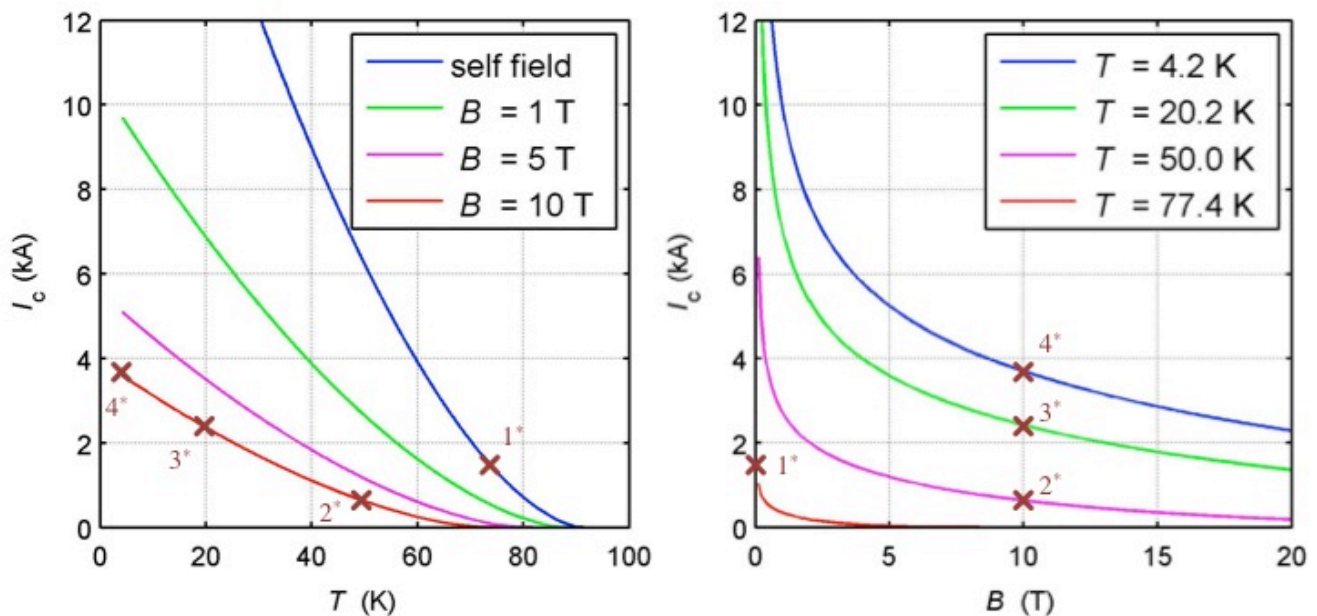 12
10
8
6
4
2
0
I_c (kA)
self field
B = 1 T
B = 5 T
B = 10 T
4*
3*
2*
1*
0 20 40 60 80 100
T (K)
12
10
8
6
4
2
0
I_c (kA)
T = 4.2 K
T = 20.2 K
T = 50.0 K
T = 77.4 K
4*
3*
1*
2*
0 5 10 15 20
B (T)